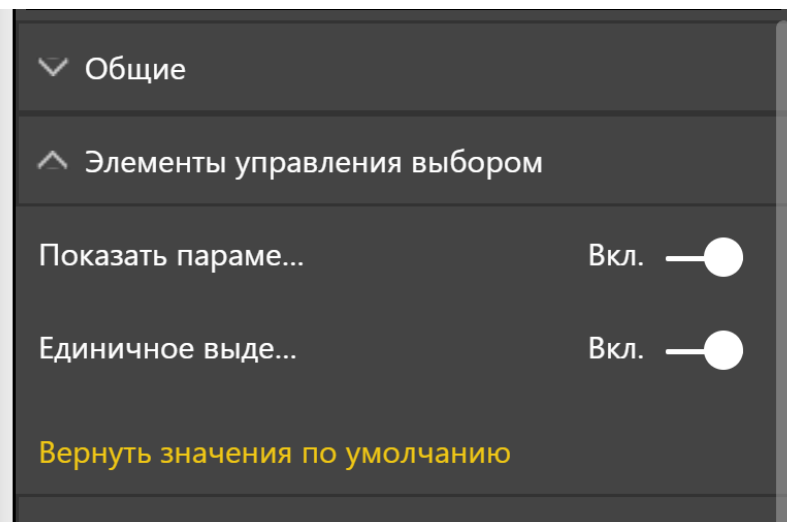 Общие
Элементы управления выбором
Показать параме... Вкл.
Единичное выде... Вкл.
Вернуть значения по умолчанию